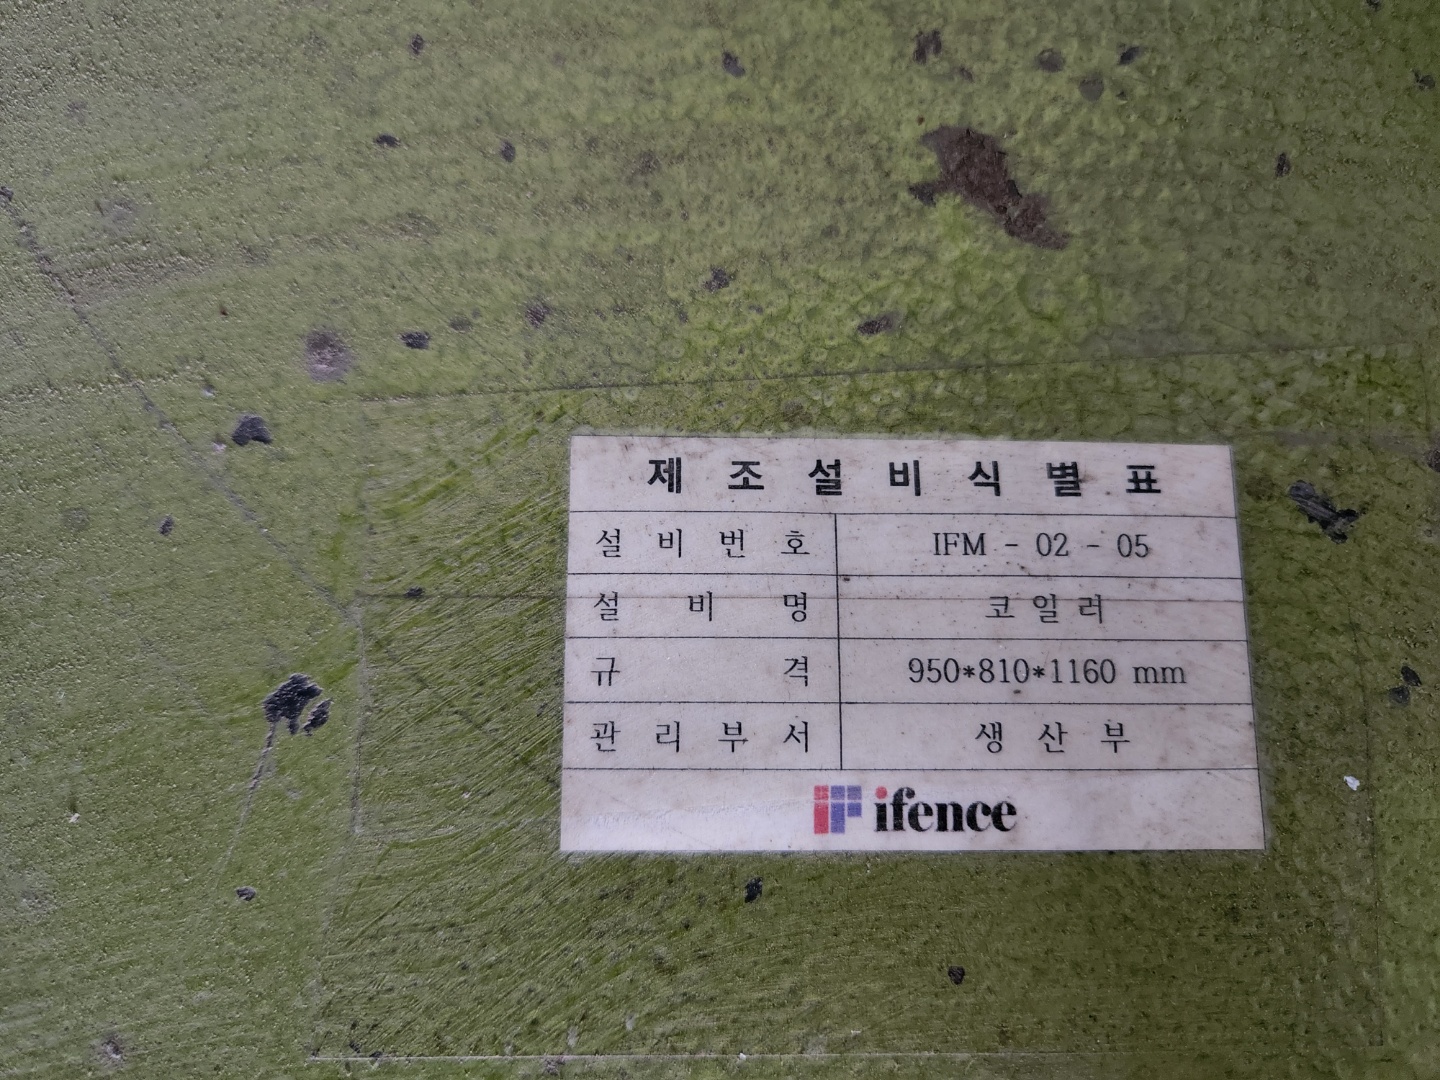 제조설비식별표
설비번호 IFM - 02 - 05
설비명 코일러
규격 950*810*1160 mm
관리부서 생산부
ifence